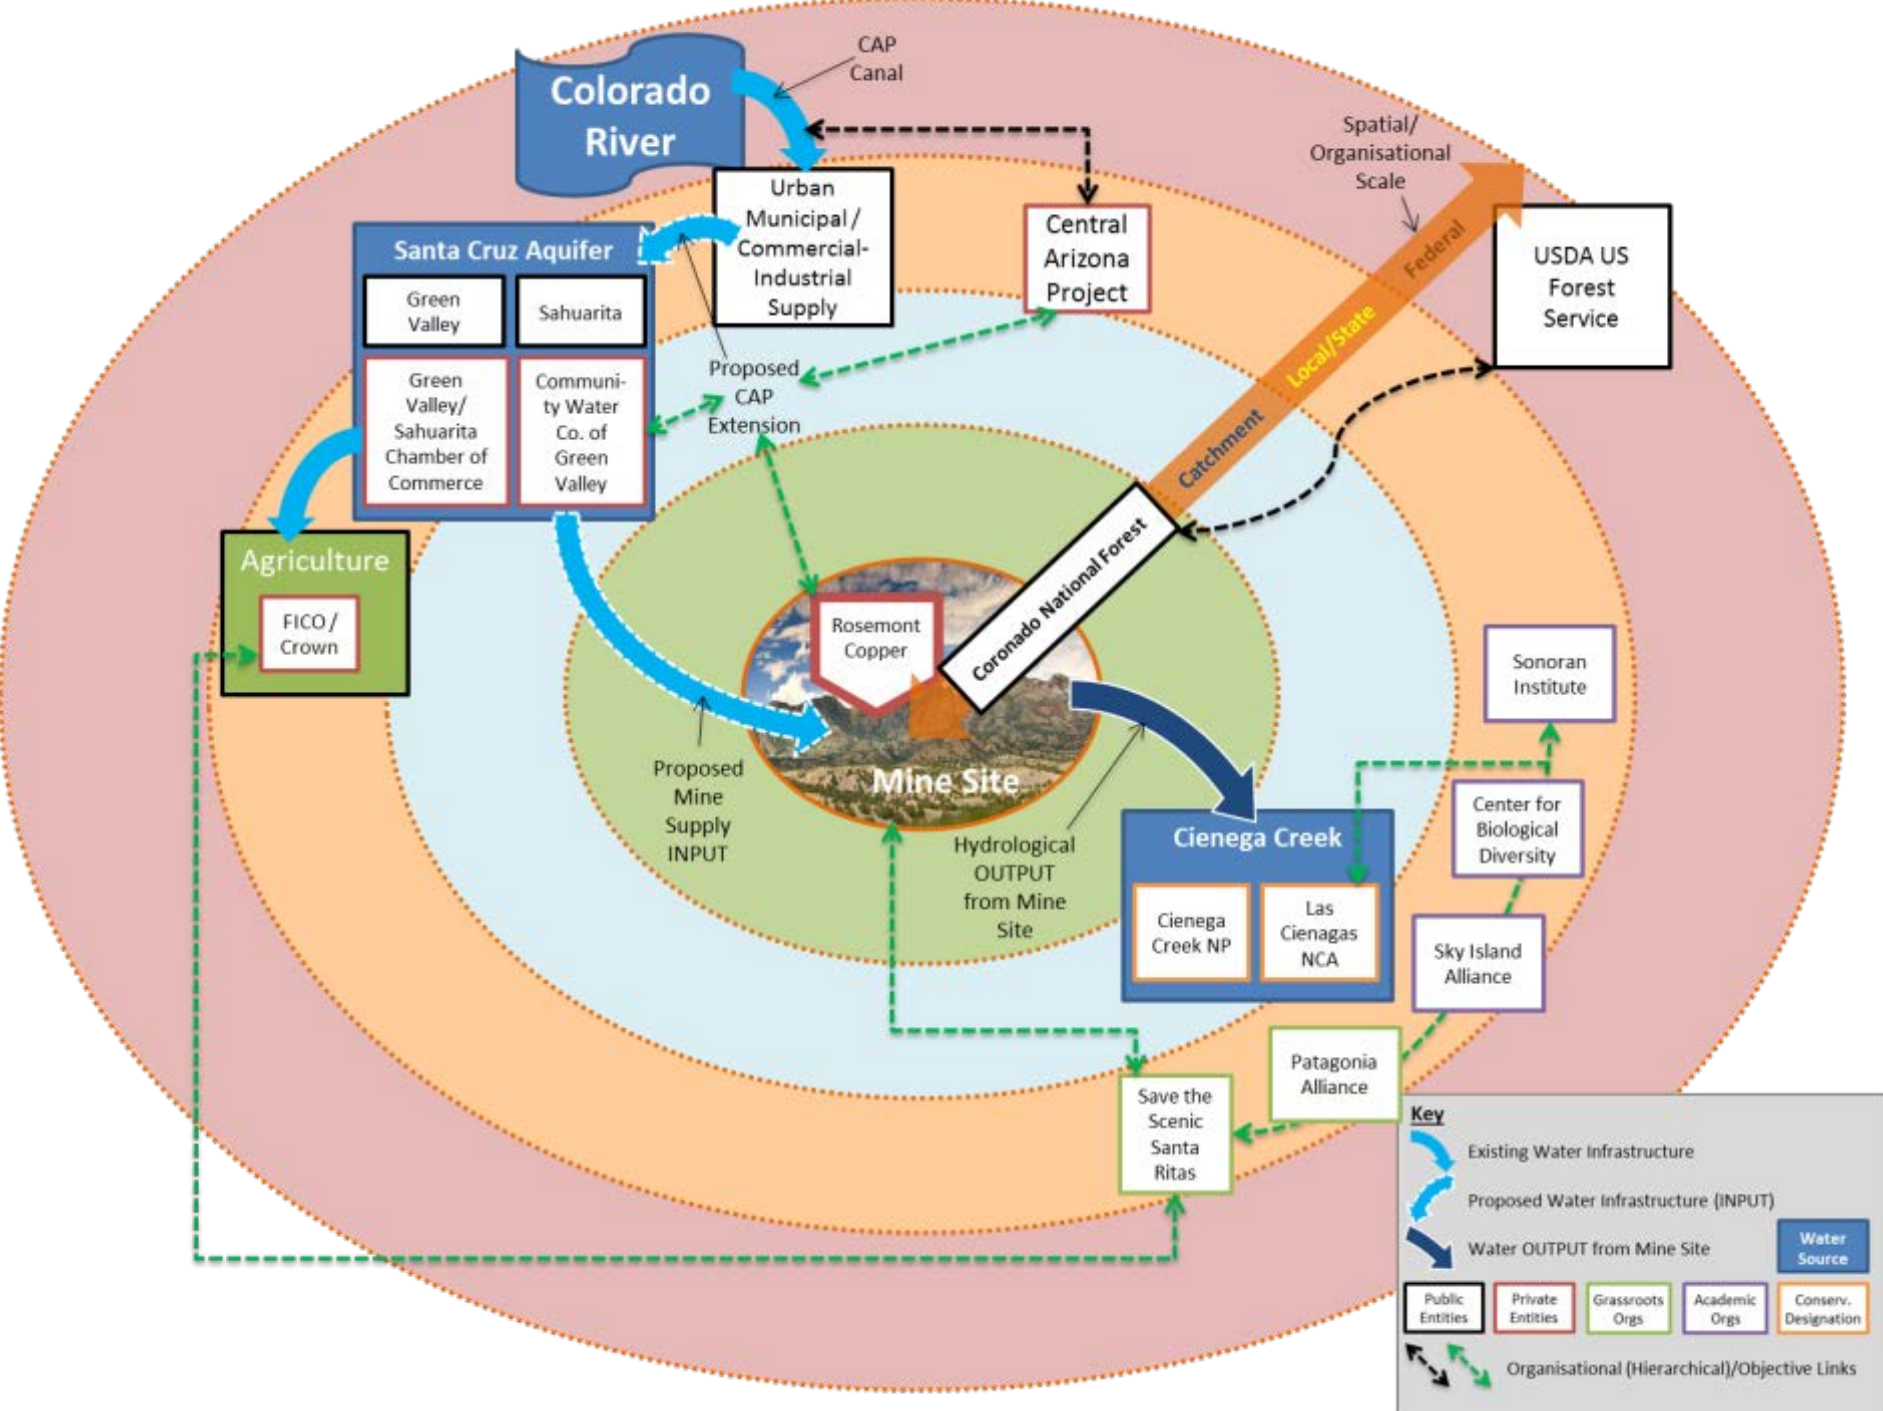 Colorado
River
CAP
Canal
Spatial/
Organisational
Scale
Urban
Municipal /
Commercial-
Industrial
Supply
Central
Arizona
Project
Federal
Local/State
Catchment
USDA US
Forest
Service
Santa Cruz Aquifer
Green
Valley
Sahuarita
Green
Valley/
Sahuarita
Chamber of
Commerce
Communi-
ty Water
Co. of
Green
Valley
Proposed
CAP
Extension
Agriculture
FICO /
Crown
Rosemont
Copper
Coronado National Forest
Mine Site
Proposed
Mine
Supply
INPUT
Hydrological
OUTPUT
from Mine
Site
Cienega Creek
Cienega
Creek NP
Las
Cienagas
NCA
Sonoran
Institute
Center for
Biological
Diversity
Sky Island
Alliance
Patagonia
Alliance
Save the
Scenic
Santa
Ritas
Key
Existing Water Infrastructure
Proposed Water Infrastructure (INPUT)
Water OUTPUT from Mine Site
Water
Source
Public
Entities
Private
Entities
Grassroots
Orgs
Academic
Orgs
Conserv.
Designation
Organisational (Hierarchical)/Objective Links